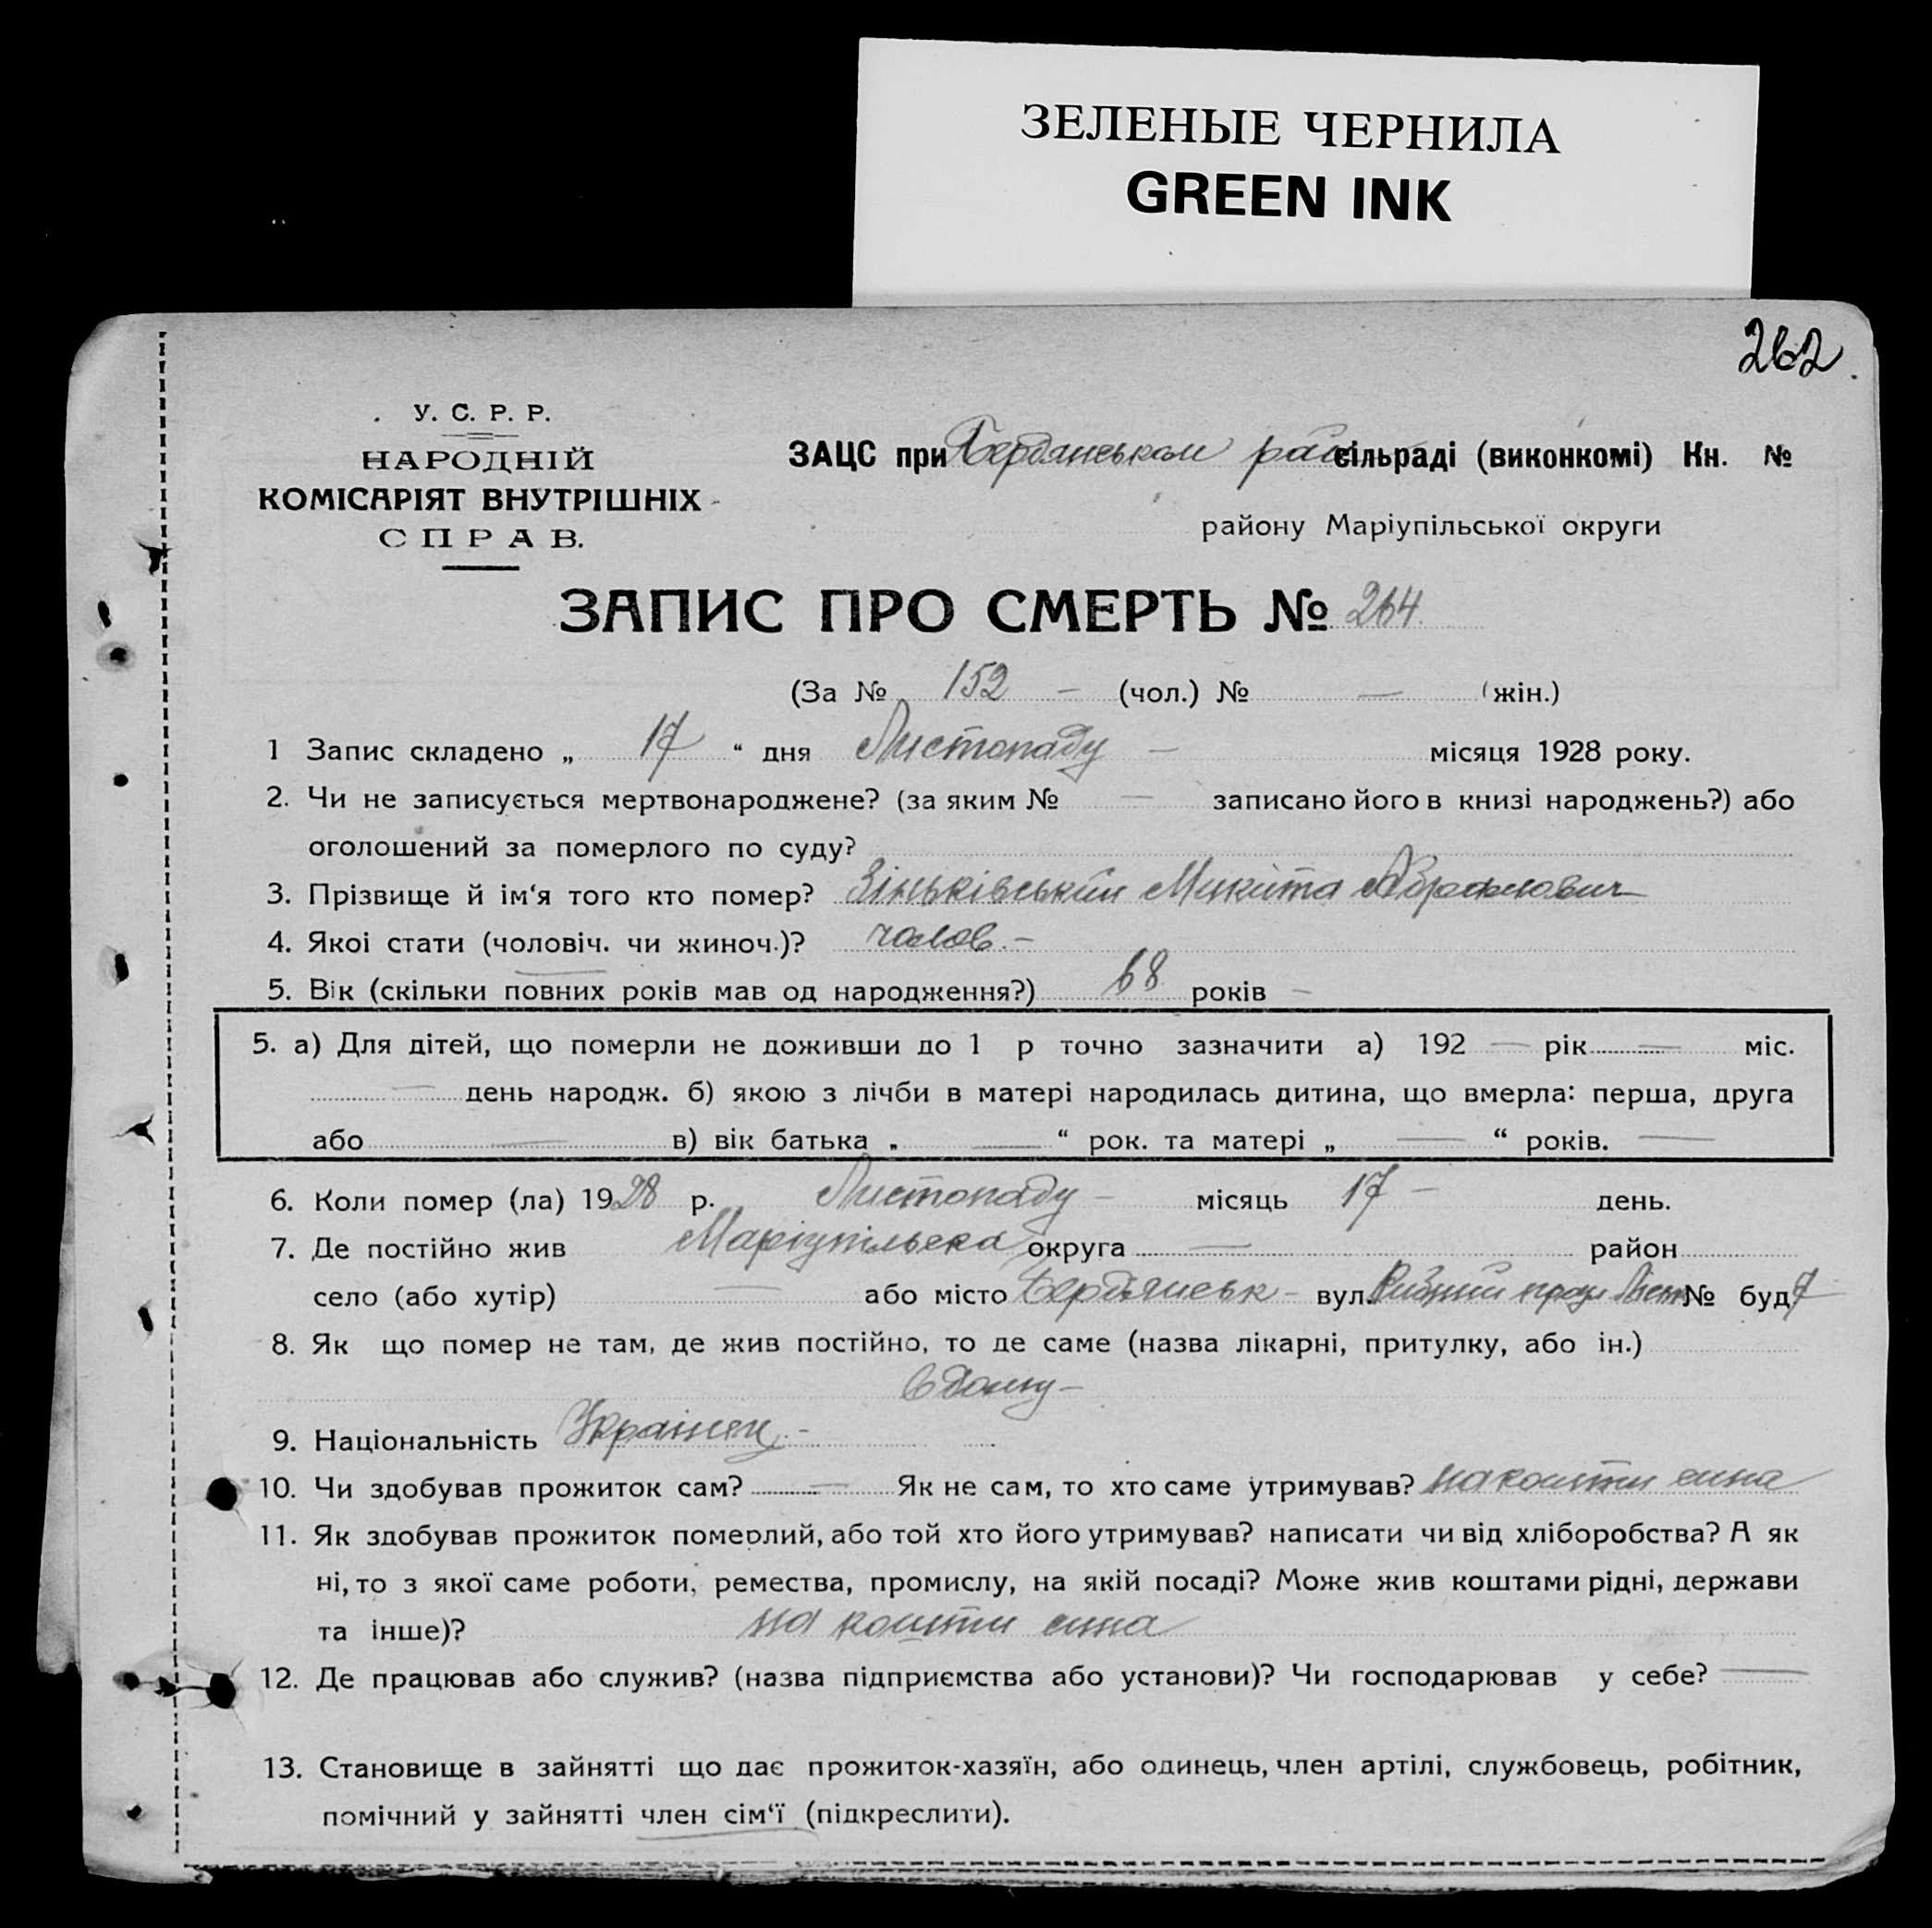 ЗЕЛЕНЫЕ ЧЕРНИЛА
GREEN INK
262
У. С. Р. Р.
НАРОДНІЙ
КОМІСАРІЯТ ВНУТРІШНІХ
СПРАВ.
ЗАЦС при Бердянськом рай сільраді (виконкомі) Кн. №
району Маріупільської округи
ЗАПИС ПРО СМЕРТЬ № 264.
(За № 152 — (чол.) № — (жін.)
1 Запис складено „ 17 “ дня Листопаду — місяця 1928 року.
2. Чи не записується мертвонароджене? (за яким № — записано його в книзі народжень?) або
оголошений за померлого по суду?
3. Прізвище й ім‘я того кто помер? Зіньківський Микита Абрамович
4. Якоі стати (чоловіч. чи жиноч.)? чолов. —
5. Вік (скільки повних років мав од народження?) 68 років —
5. а) Для дітей, що померли не доживши до 1 р точно зазначити а) 192 — рік — міс.
— день народж. б) якою з лічби в матері народилась дитина, що вмерла: перша, друга
або — в) вік батька „ — “ рок. та матері „ — “ років. —
6. Коли помер (ла) 1928 р. Листопаду — місяць 17 — день.
7. Де постійно жив Маріупільська округа — район
село (або хутір) — або місто Бердянськ — вул. № буд 7
8. Як що помер не там, де жив постійно, то де саме (назва лікарні, притулку, або ін.)
в дому —
9. Національність Українец. —
10. Чи здобував прожиток сам? — Як не сам, то хто саме утримував? на кошти сина
11. Як здобував прожиток померлий, або той хто його утримував? написати чи від хліборобства? А як
ні, то з якої саме роботи, ремества, промислу, на якій посаді? Може жив коштами рідні, держави
та інше)? на кошти сина
12. Де працював або служив? (назва підприємства або установи)? Чи господарював у себе? —
13. Становище в зайнятті що дає прожиток-хазяїн, або одинець, член артілі, службовець, робітник,
помічний у зайнятті член сім‘ї (підкреслити).